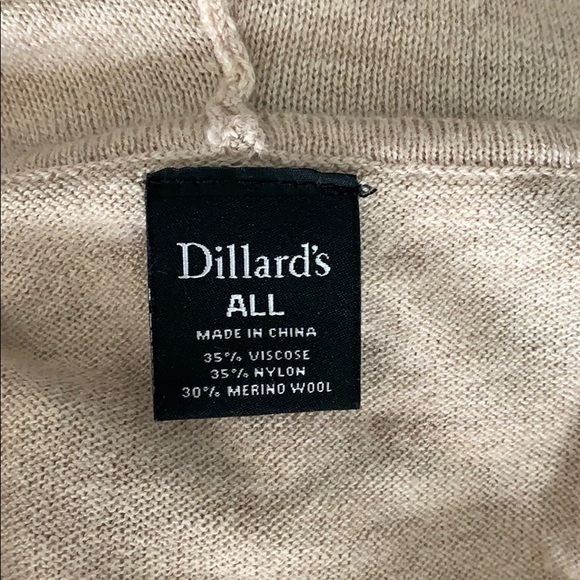 Dillard's
ALL
MADE IN CHINA
35% VISCOSE
35% NYLON
30% MERINO WOOL